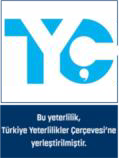 TYÇ
Bu yeterlilik,
Türkiye Yeterlilikler Çerçevesi'ne
yerleştirilmiştir.